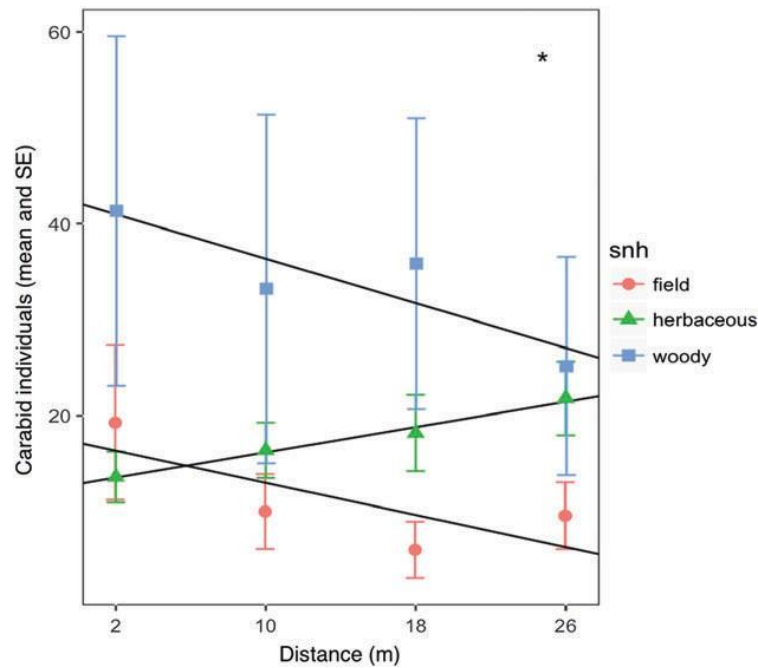 60
*
40
20
Carabid individuals (mean and SE)
2 10 18 26
Distance (m)
snh
field
herbaceous
woody